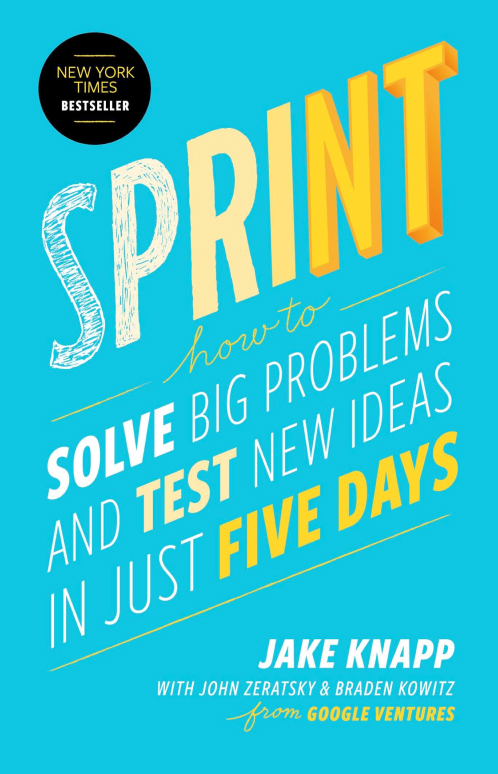 NEW YORK
TIMES
BESTSELLER
SPRINT
how to
SOLVE BIG PROBLEMS
AND TEST NEW IDEAS
IN JUST FIVE DAYS
JAKE KNAPP
WITH JOHN ZERATSKY & BRADEN KOWITZ
from GOOGLE VENTURES